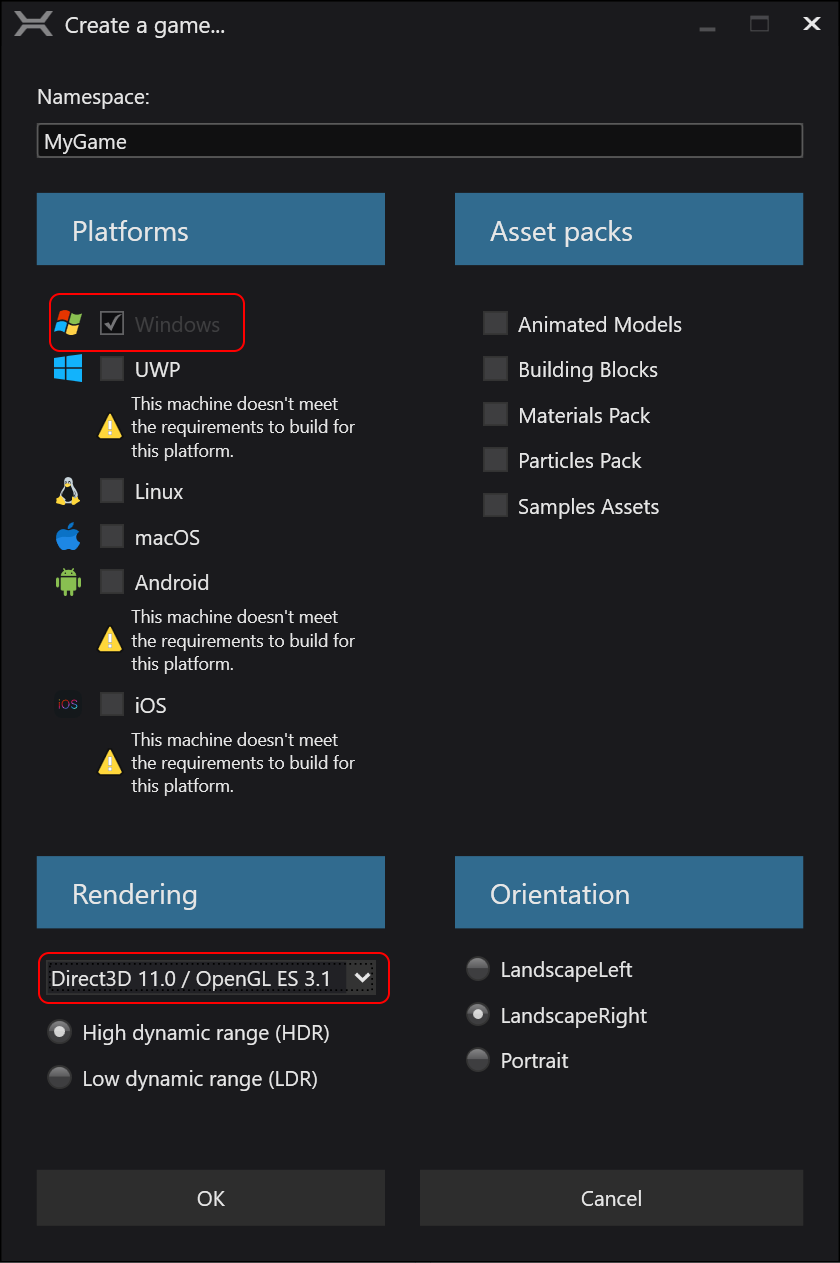 Create a game...
Namespace:
MyGame
Platforms
Windows
UWP
This machine doesn't meet
the requirements to build for
this platform.
Linux
macOS
Android
This machine doesn't meet
the requirements to build for
this platform.
iOS
iOS
This machine doesn't meet
the requirements to build for
this platform.
Asset packs
Animated Models
Building Blocks
Materials Pack
Particles Pack
Samples Assets
Rendering
Direct3D 11.0 / OpenGL ES 3.1
High dynamic range (HDR)
Low dynamic range (LDR)
Orientation
LandscapeLeft
LandscapeRight
Portrait
OK
Cancel